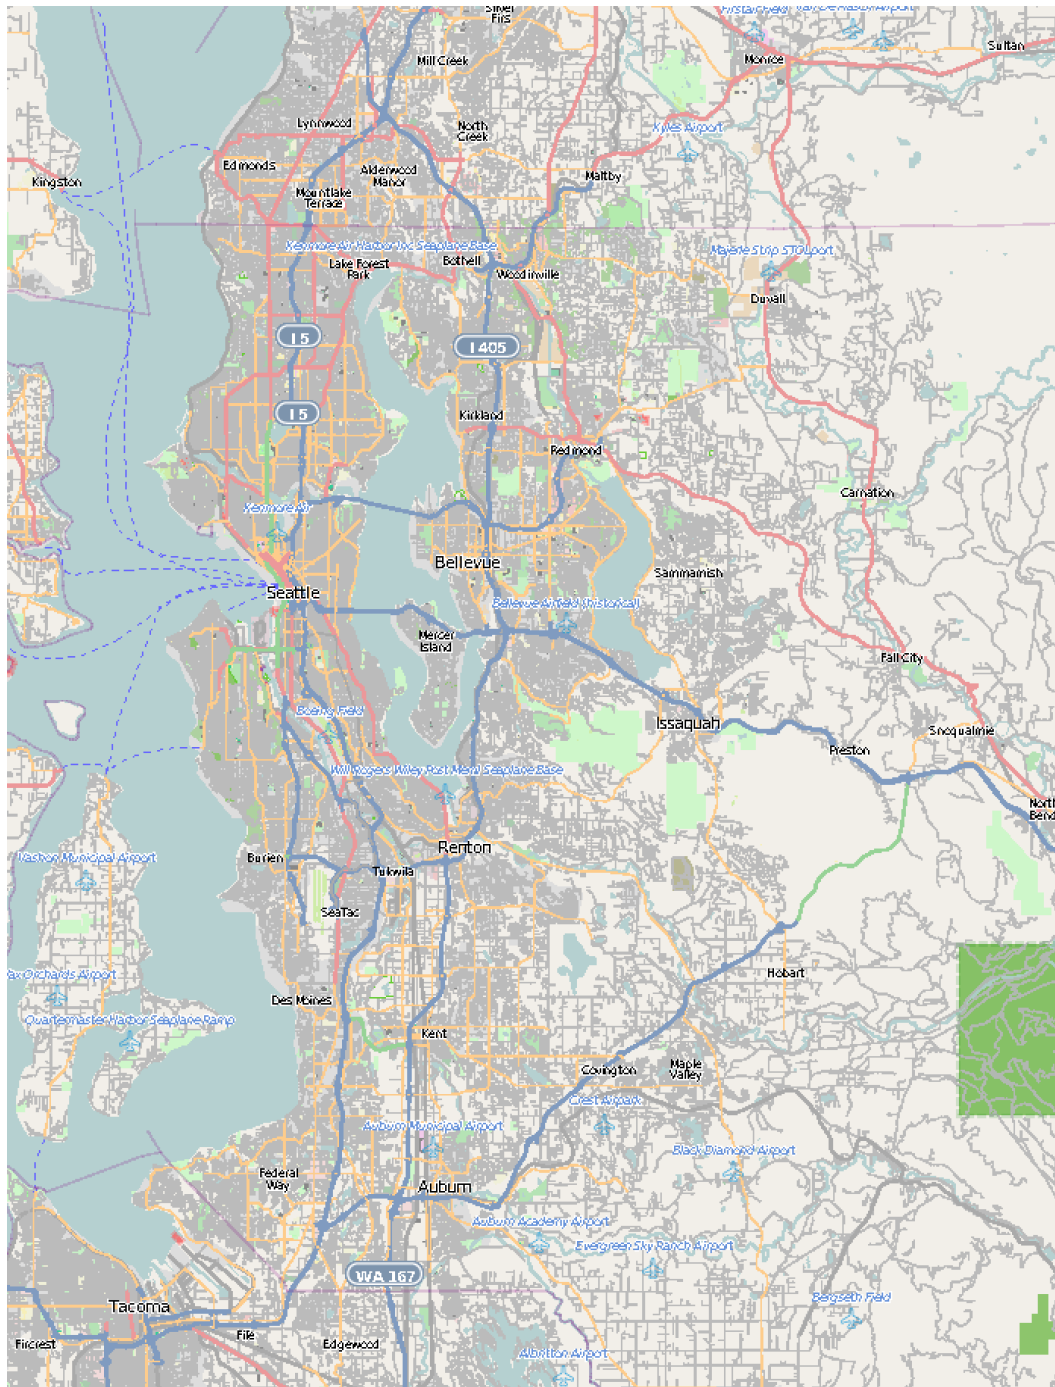 Silver
Firs
Sultan
Monroe
Mill Creek
Lynnwood
North
Creek
Kyles Airport
Edmonds
Alderwood
Manor
Maltby
Kingston
Mountlake
Terrace
Kenmore Air Harbor Inc Seaplane Base
Majerle Strip STOLport
Lake Forest
Park
Bothell
Woodinville
Duvall
I 5
I 405
I 5
Kirkland
Redmond
Carnation
Kenmore Air
Bellevue
Sammamish
Seattle
Bellevue Airfield (historical)
Mercer
Island
Fall City
Boeing Field
Issaquah
Snoqualmie
Preston
Will Rogers Wiley Post Meml Seaplane Base
North
Bend
Renton
Burien
Vashon Municipal Airport
Tukwila
SeaTac
Hobart
Orchards Airport
Des Moines
Quartermaster Harbor Seaplane Ramp
Kent
Covington
Maple
Valley
Crest Airpark
Auburn Municipal Airport
Black Diamond Airport
Federal
Way
Auburn
Auburn Academy Airport
Evergreen Sky Ranch Airport
WA 167
Bergseth Field
Tacoma
Fife
Fircrest
Edgewood
Albritton Airport